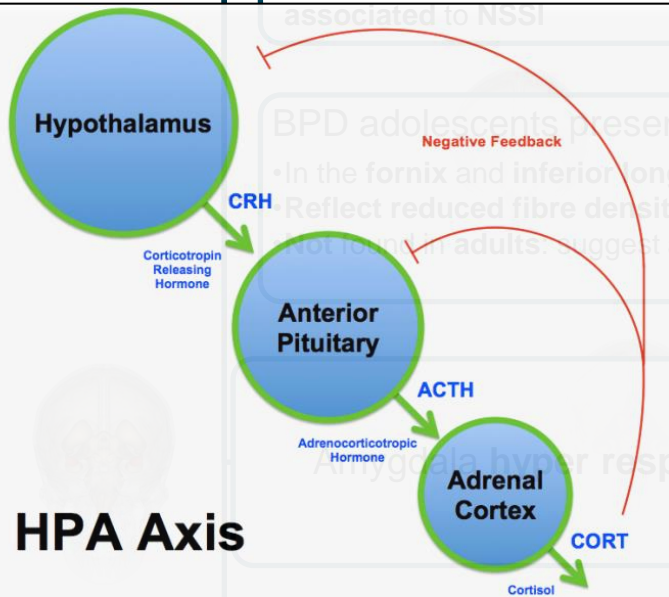 associated to NSSI
Hypothalamus
BPD adolescents presen
Negative Feedback
•In the fornix and inferior lon
CRH
•Reflect reduced fibre densit
•Not found in adults: suggest
Corticotropin
Releasing
Hormone
Anterior
Pituitary
ACTH
Adrenocorticotropic
Hormone
Amygdala hyper resp
Adrenal
Cortex
HPA Axis
CORT
Cortisol